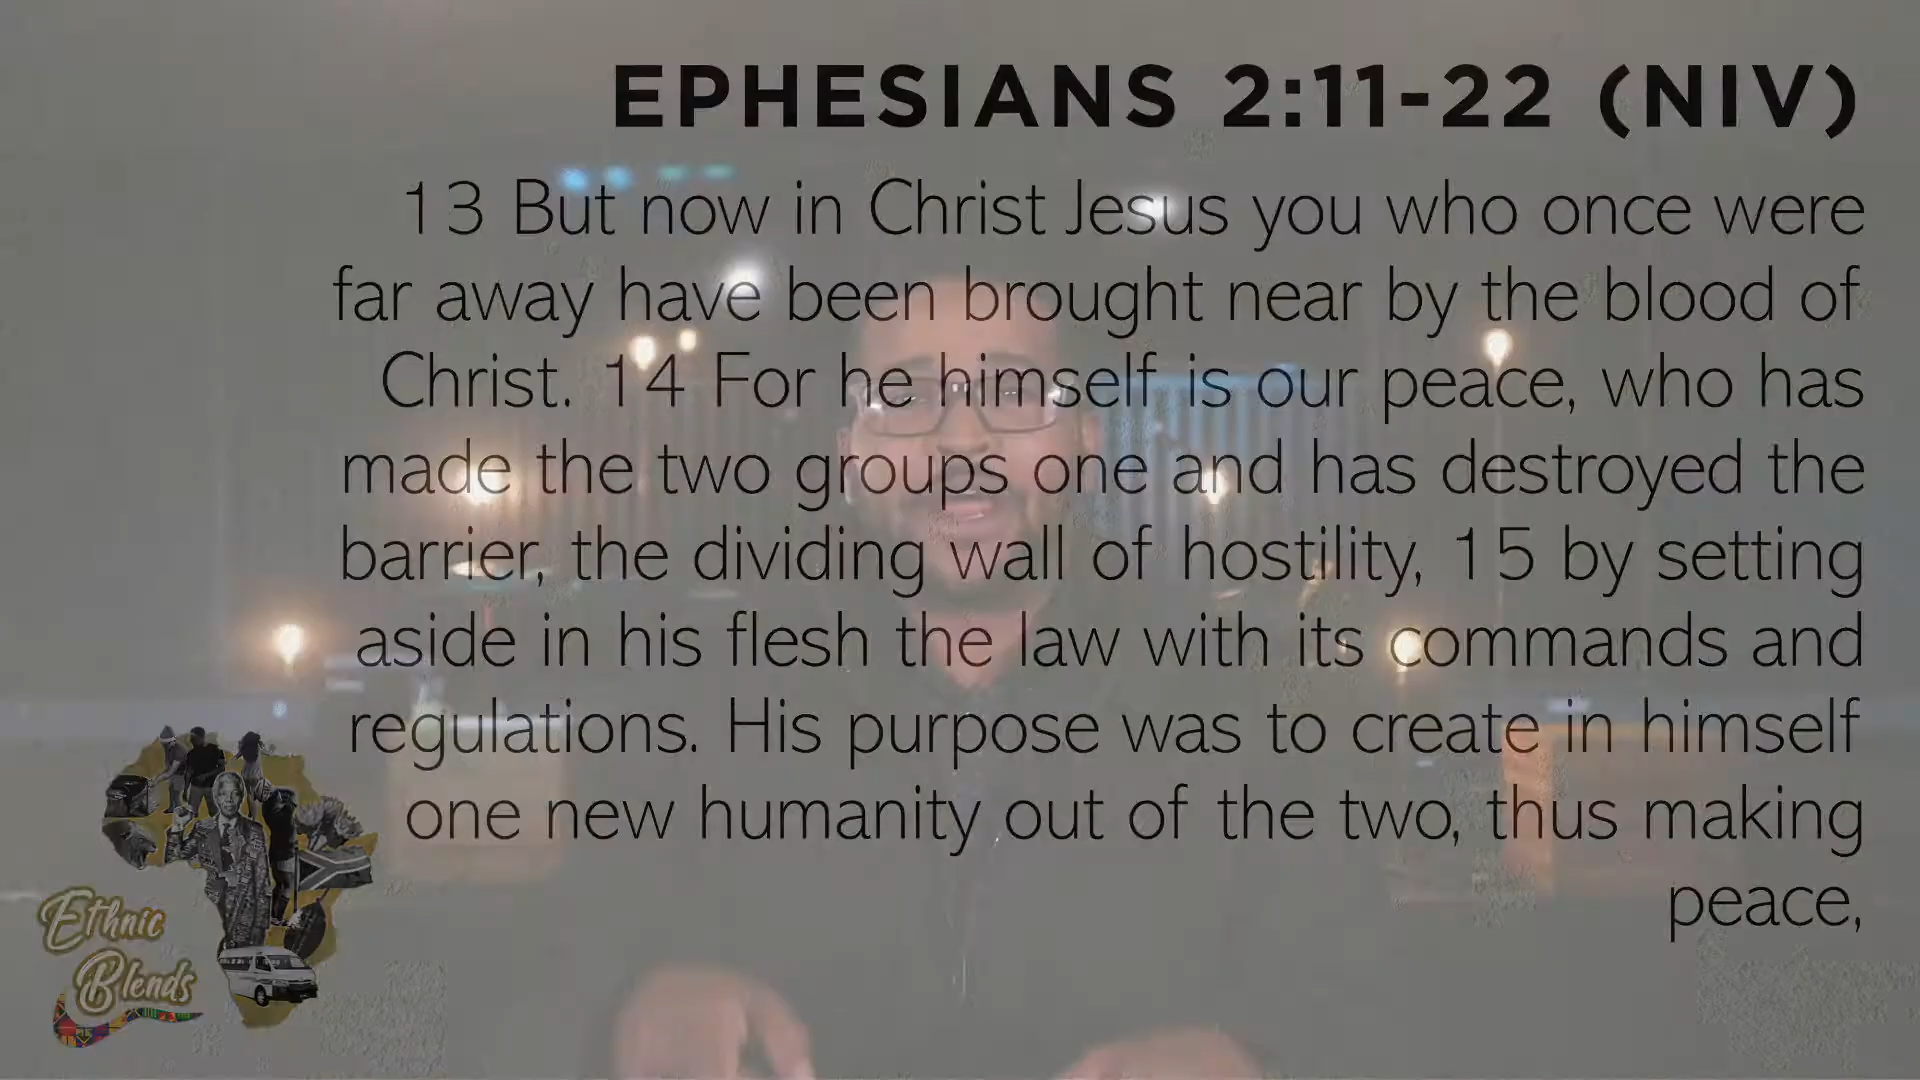 EPHESIANS 2:11-22 (NIV)
13 But now in Christ Jesus you who once were
far away have been brought near by the blood of
Christ. 14 For he himself is our peace, who has
made the two groups one and has destroyed the
barrier, the dividing wall of hostility, 15 by setting
aside in his flesh the law with its commands and
regulations. His purpose was to create in himself
one new humanity out of the two, thus making
peace,
Ethnic
Blends